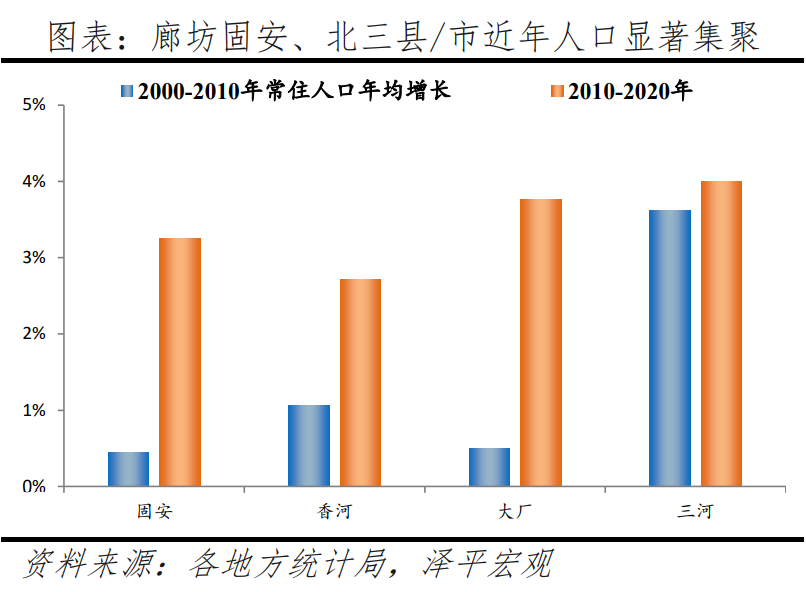 图表：廊坊固安、北三县/市近年人口显著集聚
2000-2010年常住人口年均增长 2010-2020年
5%
4%
3%
2%
1%
0%
固安 香河 大厂 三河
资料来源：各地方统计局，泽平宏观